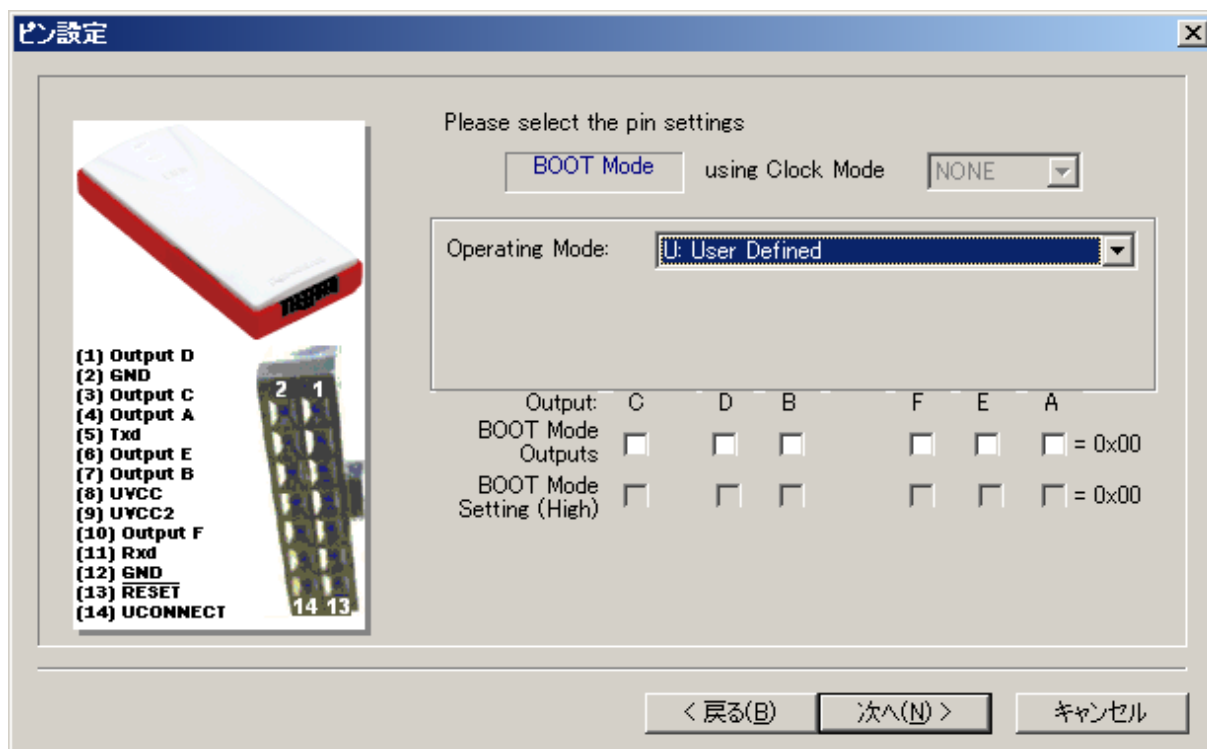 ピン設定
Please select the pin settings
BOOT Mode using Clock Mode NONE
Operating Mode: U: User Defined
(1) Output D
(2) GND
(3) Output C
(4) Output A
(5) Txd
(6) Output E
(7) Output B
(8) UVCC
(9) UVCC2
(10) Output F
(11) Rxd
(12) GND
(13) RESET
(14) UCONNECT
2 1
14 13
Output: C D B F E A
BOOT Mode
Outputs
= 0x00
BOOT Mode
Setting (High)
= 0x00
< 戻る(B)
次へ(N) >
キャンセル